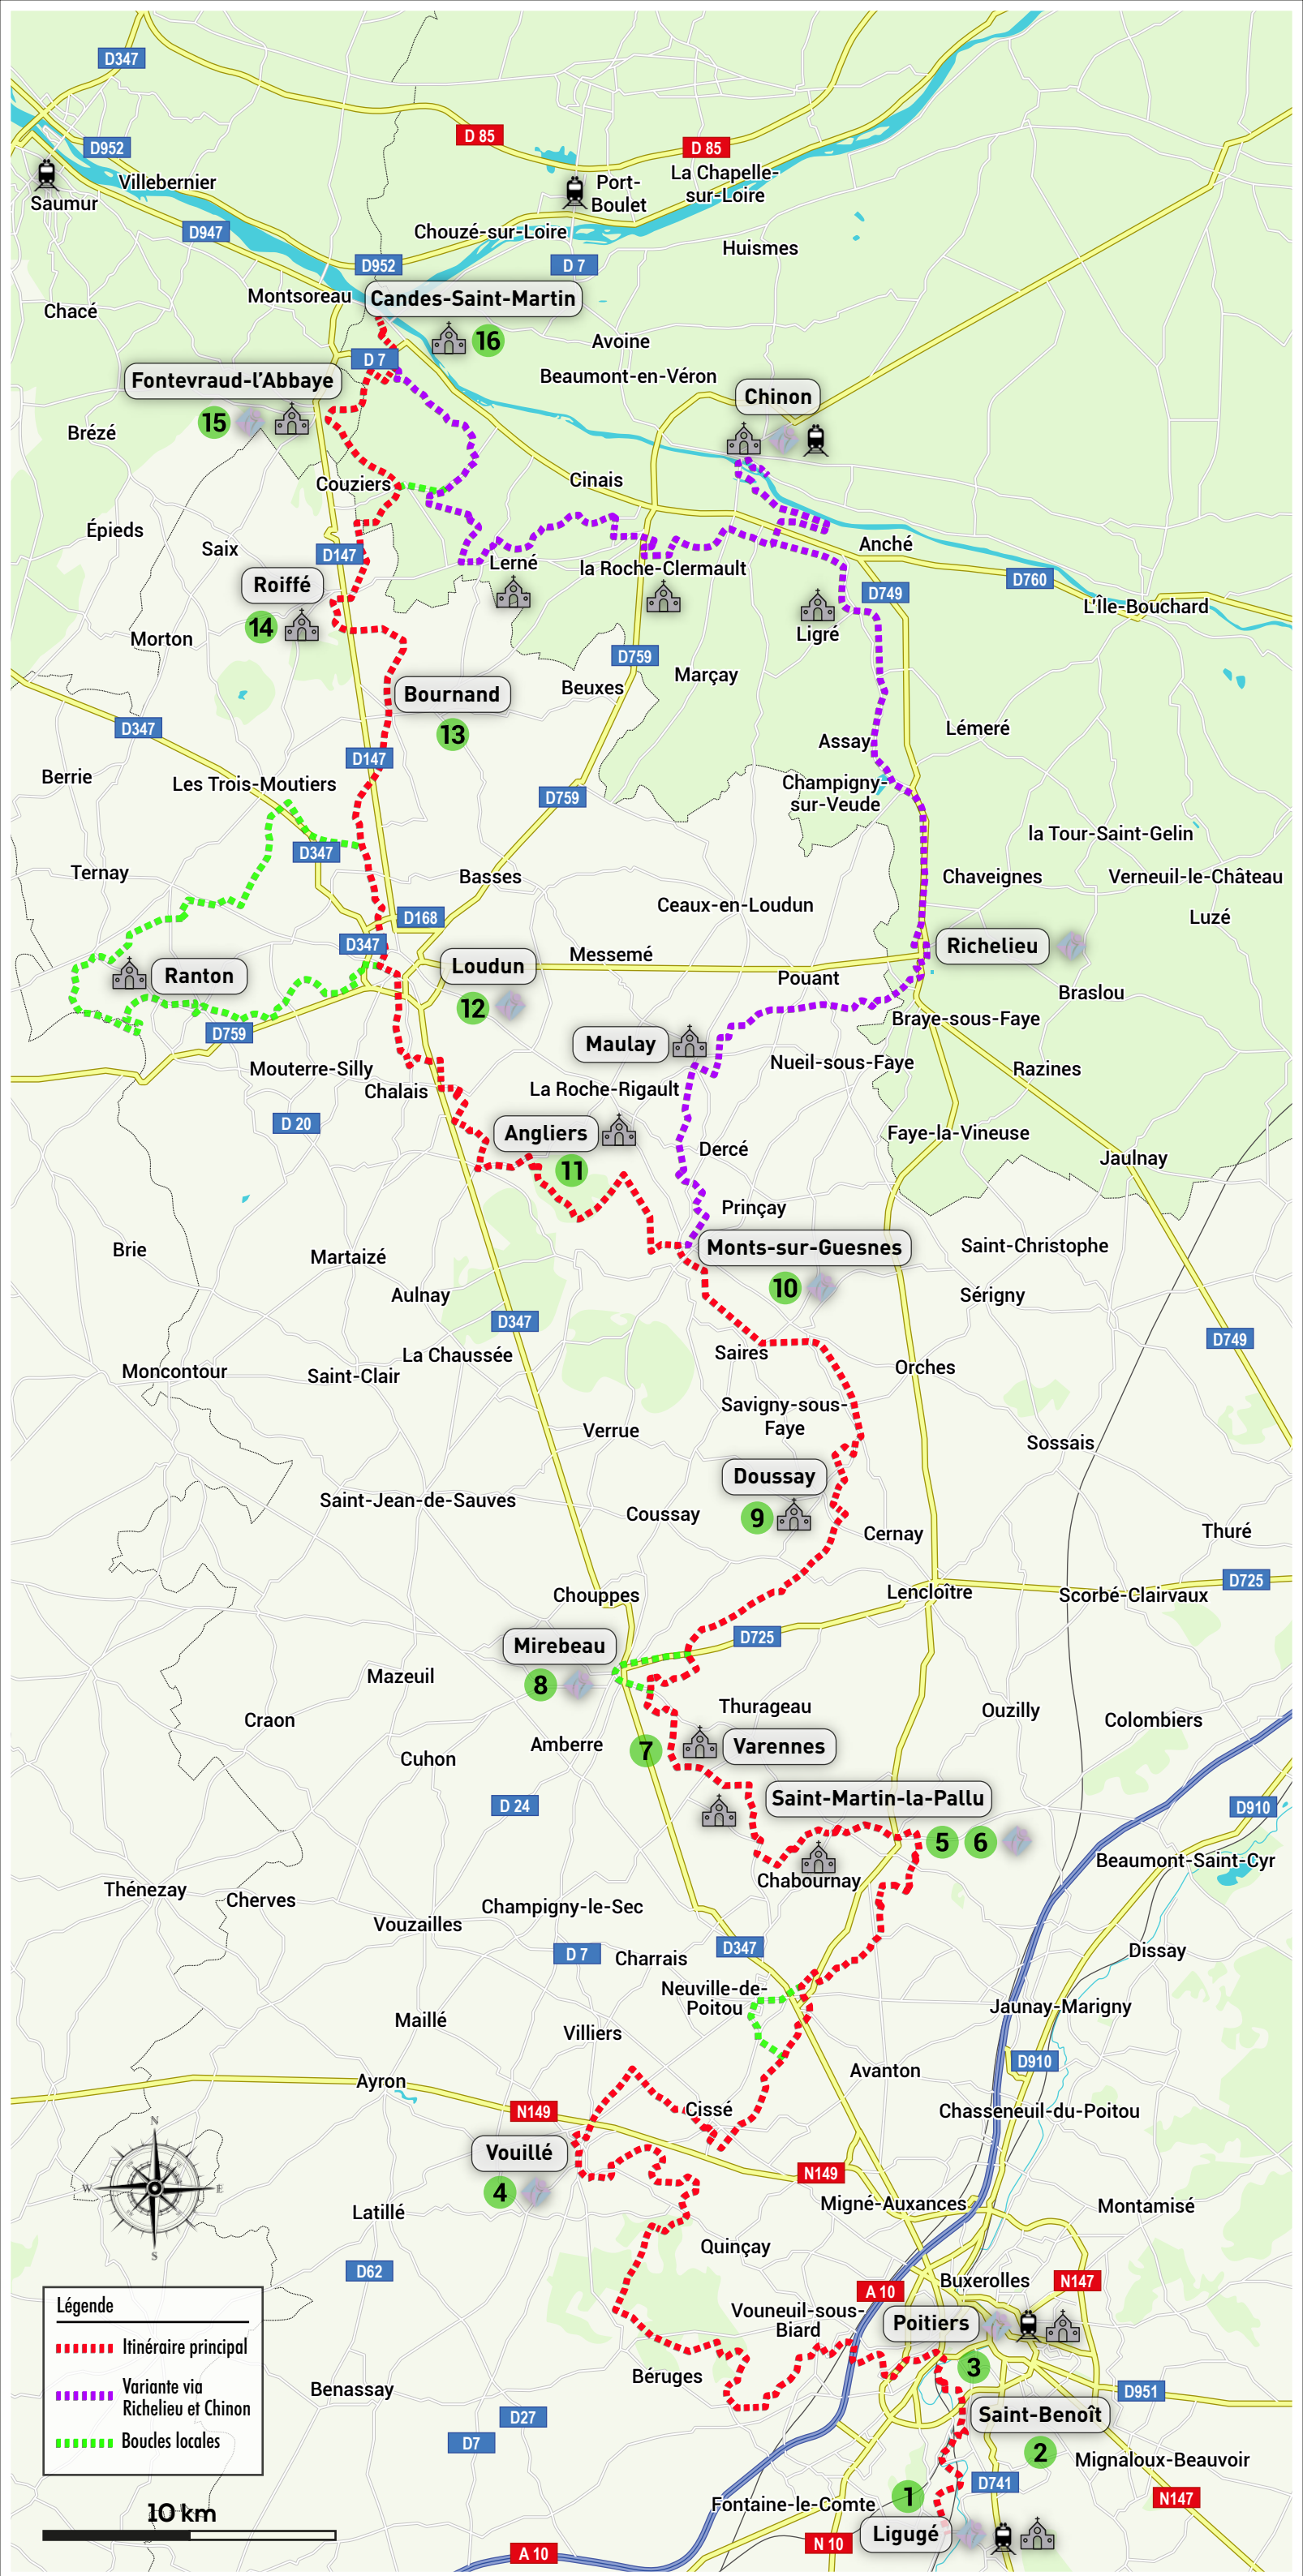 D347
D 85
D952
D 85
La Chapelle-
sur-Loire
Villebernier
Port-
Boulet
Saumur
D947
Chouzé-sur-Loire
Huismes
D952
D 7
Montsoreau
Candes-Saint-Martin
Chacé
16
Avoine
D 7
Fontevraud-l'Abbaye
Beaumont-en-Véron
Chinon
15
Brézé
Couziers
Cinais
Épieds
Saix
D147
Anché
Lerné
la Roche-Clermault
D760
Roiffé
D749
L'Île-Bouchard
14
Ligré
Morton
D759
Marçay
Bournand
Beuxes
13
D347
Lémeré
Assay
D147
Berrie
Les Trois-Moutiers
Champigny-
sur-Veude
D759
la Tour-Saint-Gelin
D347
Ternay
Basses
Chaveignes
Verneuil-le-Château
Ceaux-en-Loudun
D168
Luzé
D347
Richelieu
Messemé
Loudun
Ranton
Pouant
Braslou
12
Braye-sous-Faye
D759
Maulay
Mouterre-Silly
Nueil-sous-Faye
Razines
Chalais
La Roche-Rigault
D 20
Angliers
Faye-la-Vineuse
Dercé
Jaulnay
11
Prinçay
Brie
Martaizé
Monts-sur-Guesnes
Saint-Christophe
10
Aulnay
Sérigny
D347
D749
La Chaussée
Saires
Moncontour
Saint-Clair
Orches
Savigny-sous-
Faye
Verrue
Sossais
Doussay
Saint-Jean-de-Sauves
Coussay
9
Cernay
Thuré
D725
Chouppes
Lencloître
Scorbé-Clairvaux
D725
Mirebeau
Mazeuil
8
Thurageau
Ouzilly
Craon
Colombiers
Amberre
7
Varennes
Cuhon
Saint-Martin-la-Pallu
D 24
D910
5
6
Beaumont-Saint-Cyr
Chabournay
Thénezay
Cherves
Champigny-le-Sec
Vouzailles
D347
D 7
Charrais
Dissay
Neuville-de-
Poitou
Jaunay-Marigny
Maillé
Villiers
D910
Avanton
Ayron
Cissé
N149
Chasseneuil-du-Poitou
N
Vouillé
N149
W
E
4
Migné-Auxances
Montamisé
Latillé
S
Quinçay
D62
Buxerolles
N147
A 10
Légende
Vouneuil-sous-
Biard
Poitiers
Itinéraire principal
3
Béruges
Variante via
Richelieu et Chinon
Benassay
D951
Saint-Benoît
D27
Boucles locales
D7
2
Mignaloux-Beauvoir
D741
1
N147
Fontaine-le-Comte
10 km
Ligugé
N 10
A 10